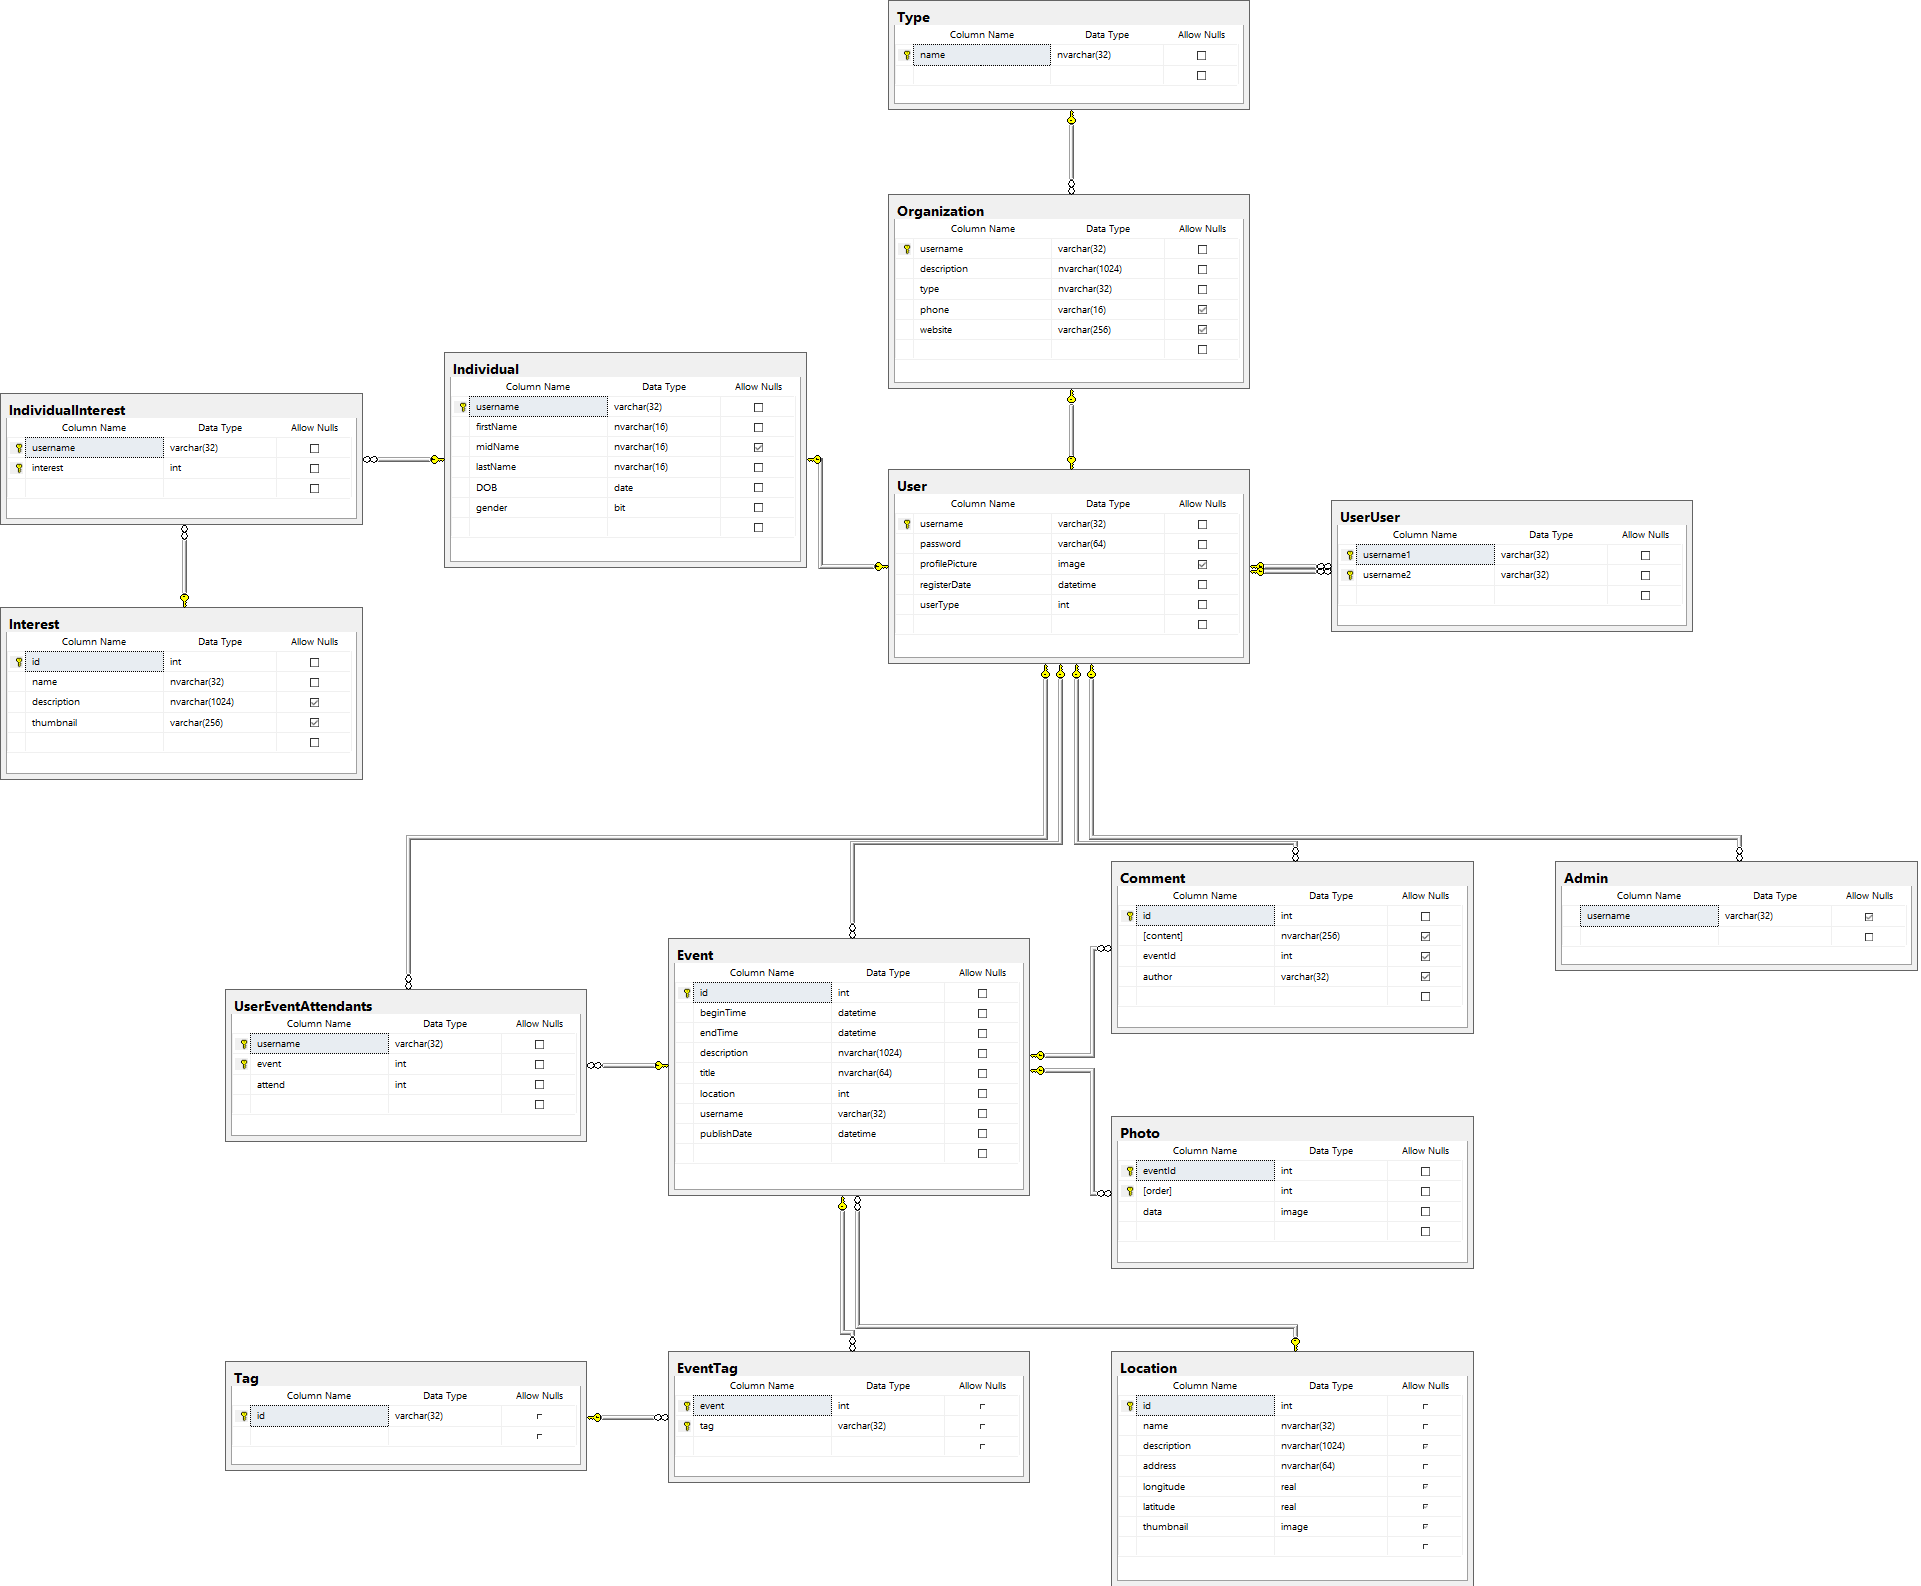 Type
Column Name Data Type Allow Nulls
name nvarchar(32)
Organization
Column Name Data Type Allow Nulls
username varchar(32)
description nvarchar(1024)
type nvarchar(32)
phone varchar(16)
website varchar(256)
Individual
Column Name Data Type Allow Nulls
username varchar(32)
firstName nvarchar(16)
midName nvarchar(16)
lastName nvarchar(16)
DOB date
gender bit
IndividualInterest
Column Name Data Type Allow Nulls
username varchar(32)
interest int
User
Column Name Data Type Allow Nulls
username varchar(32)
password varchar(64)
profilePicture image
registerDate datetime
userType int
UserUser
Column Name Data Type Allow Nulls
username1 varchar(32)
username2 varchar(32)
Interest
Column Name Data Type Allow Nulls
id int
name nvarchar(32)
description nvarchar(1024)
thumbnail varchar(256)
Comment
Column Name Data Type Allow Nulls
id int
[content] nvarchar(256)
eventId int
author varchar(32)
Admin
Column Name Data Type Allow Nulls
username varchar(32)
Event
Column Name Data Type Allow Nulls
id int
beginTime datetime
endTime datetime
description nvarchar(1024)
title nvarchar(64)
location int
username varchar(32)
publishDate datetime
UserEventAttendants
Column Name Data Type Allow Nulls
username varchar(32)
event int
attend int
Photo
Column Name Data Type Allow Nulls
eventId int
[order] int
data image
Tag
Column Name Data Type Allow Nulls
id varchar(32)
EventTag
Column Name Data Type Allow Nulls
event int
tag varchar(32)
Location
Column Name Data Type Allow Nulls
id int
name nvarchar(32)
description nvarchar(1024)
address nvarchar(64)
longitude real
latitude real
thumbnail image